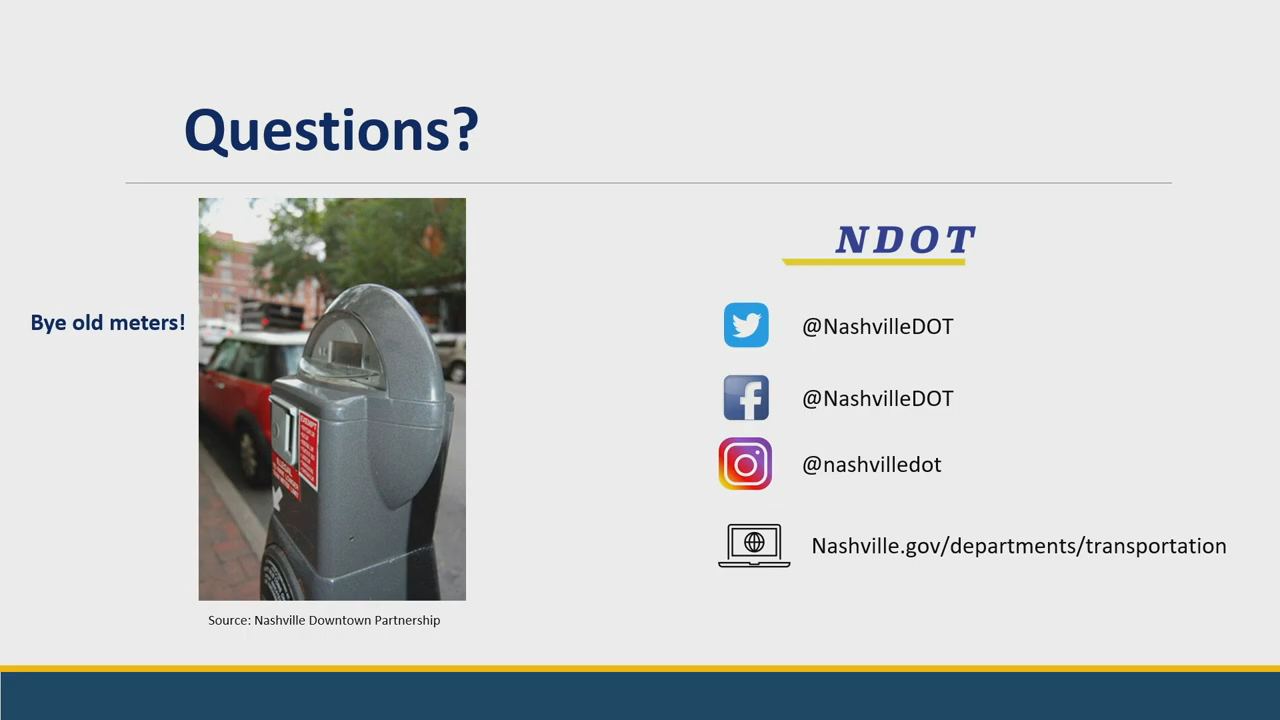 Questions?
Bye old meters!
Source: Nashville Downtown Partnership
NDOT
@NashvilleDOT
@NashvilleDOT
@nashvilledot
Nashville.gov/departments/transportation